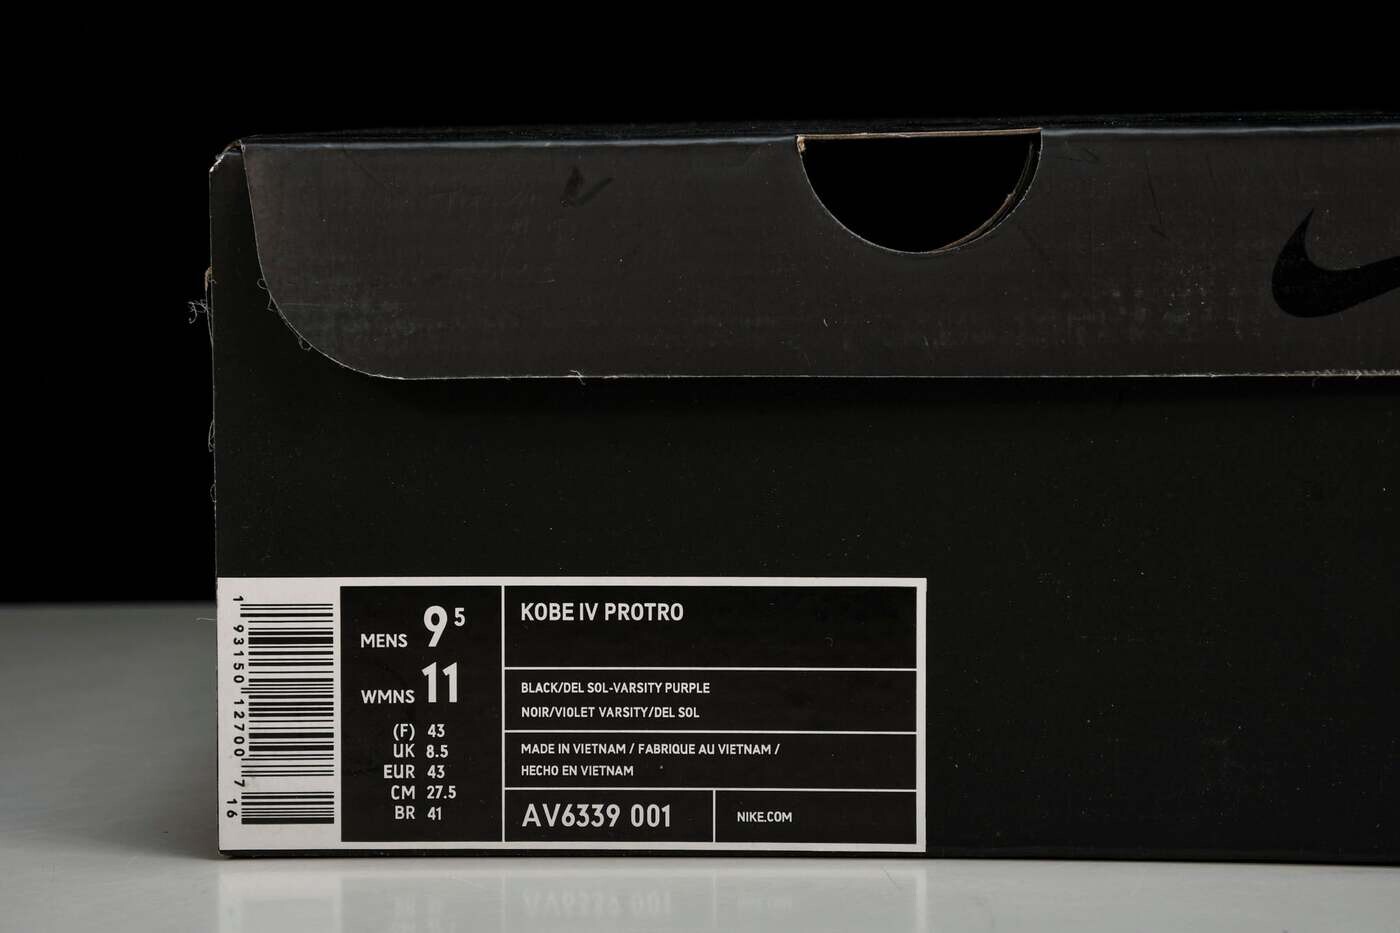 1 93150 12700 7 16
MENS 9 5
WMNS 11
(F) 43
UK 8.5
EUR 43
CM 27.5
BR 41
KOBE IV PROTRO
BLACK/DEL SOL-VARSITY PURPLE
NOIR/VIOLET VARSITY/DEL SOL
MADE IN VIETNAM / FABRIQUE AU VIETNAM /
HECHO EN VIETNAM
AV6339 001
NIKE.COM